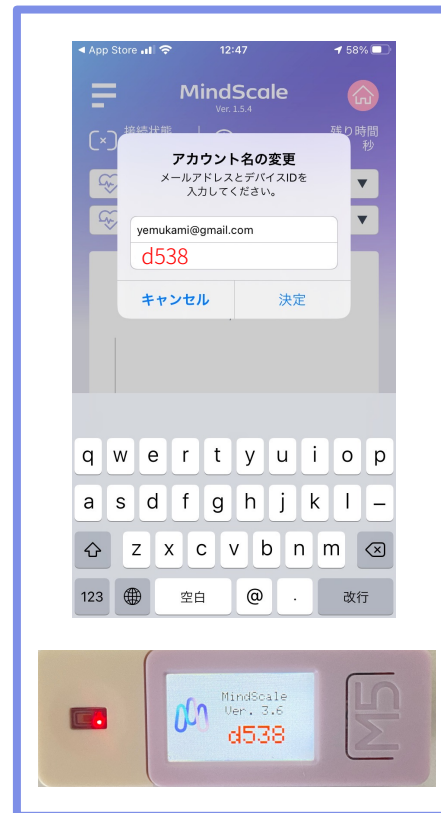 App Store
12:47
58%
MindScale
Ver. 1.5.4
接続状態
残り時間
秒
アカウント名の変更
メールアドレスとデバイスIDを
入力してください。
yemukami@gmail.com
d538
キャンセル
決定
q w e r t y u i o p
a s d f g h j k l _
z x c v b n m
123 空白 @ . 改行
MindScale
Ver. 3.6
d538
M5